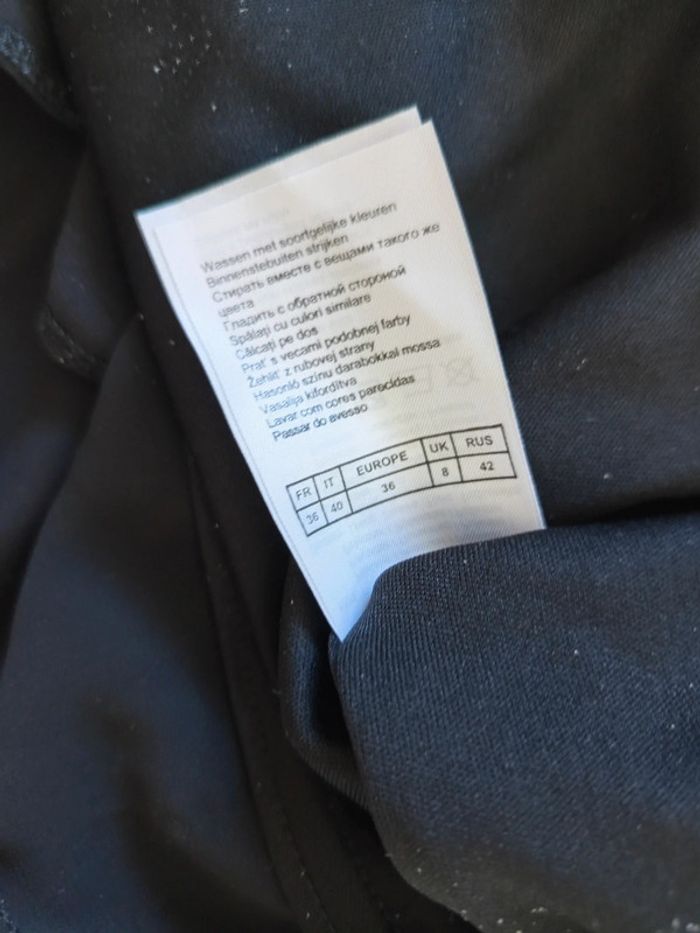 Wassen met soortgelijke kleuren
Binnenstebuiten strijken
Стирать вместе с вещами такого же
цвета
Гладить с обратной стороной
Spălaţi cu culori similare
Călcaţi pe dos
Prať s vecami podobnej farby
Žehliť z rubovej strany
Hasonló színű darabokkal mossa
Vasalja kifordítva
Lavar com cores parecidas
Passar do avesso
FR IT EUROPE UK RUS
36 40 36 8 42